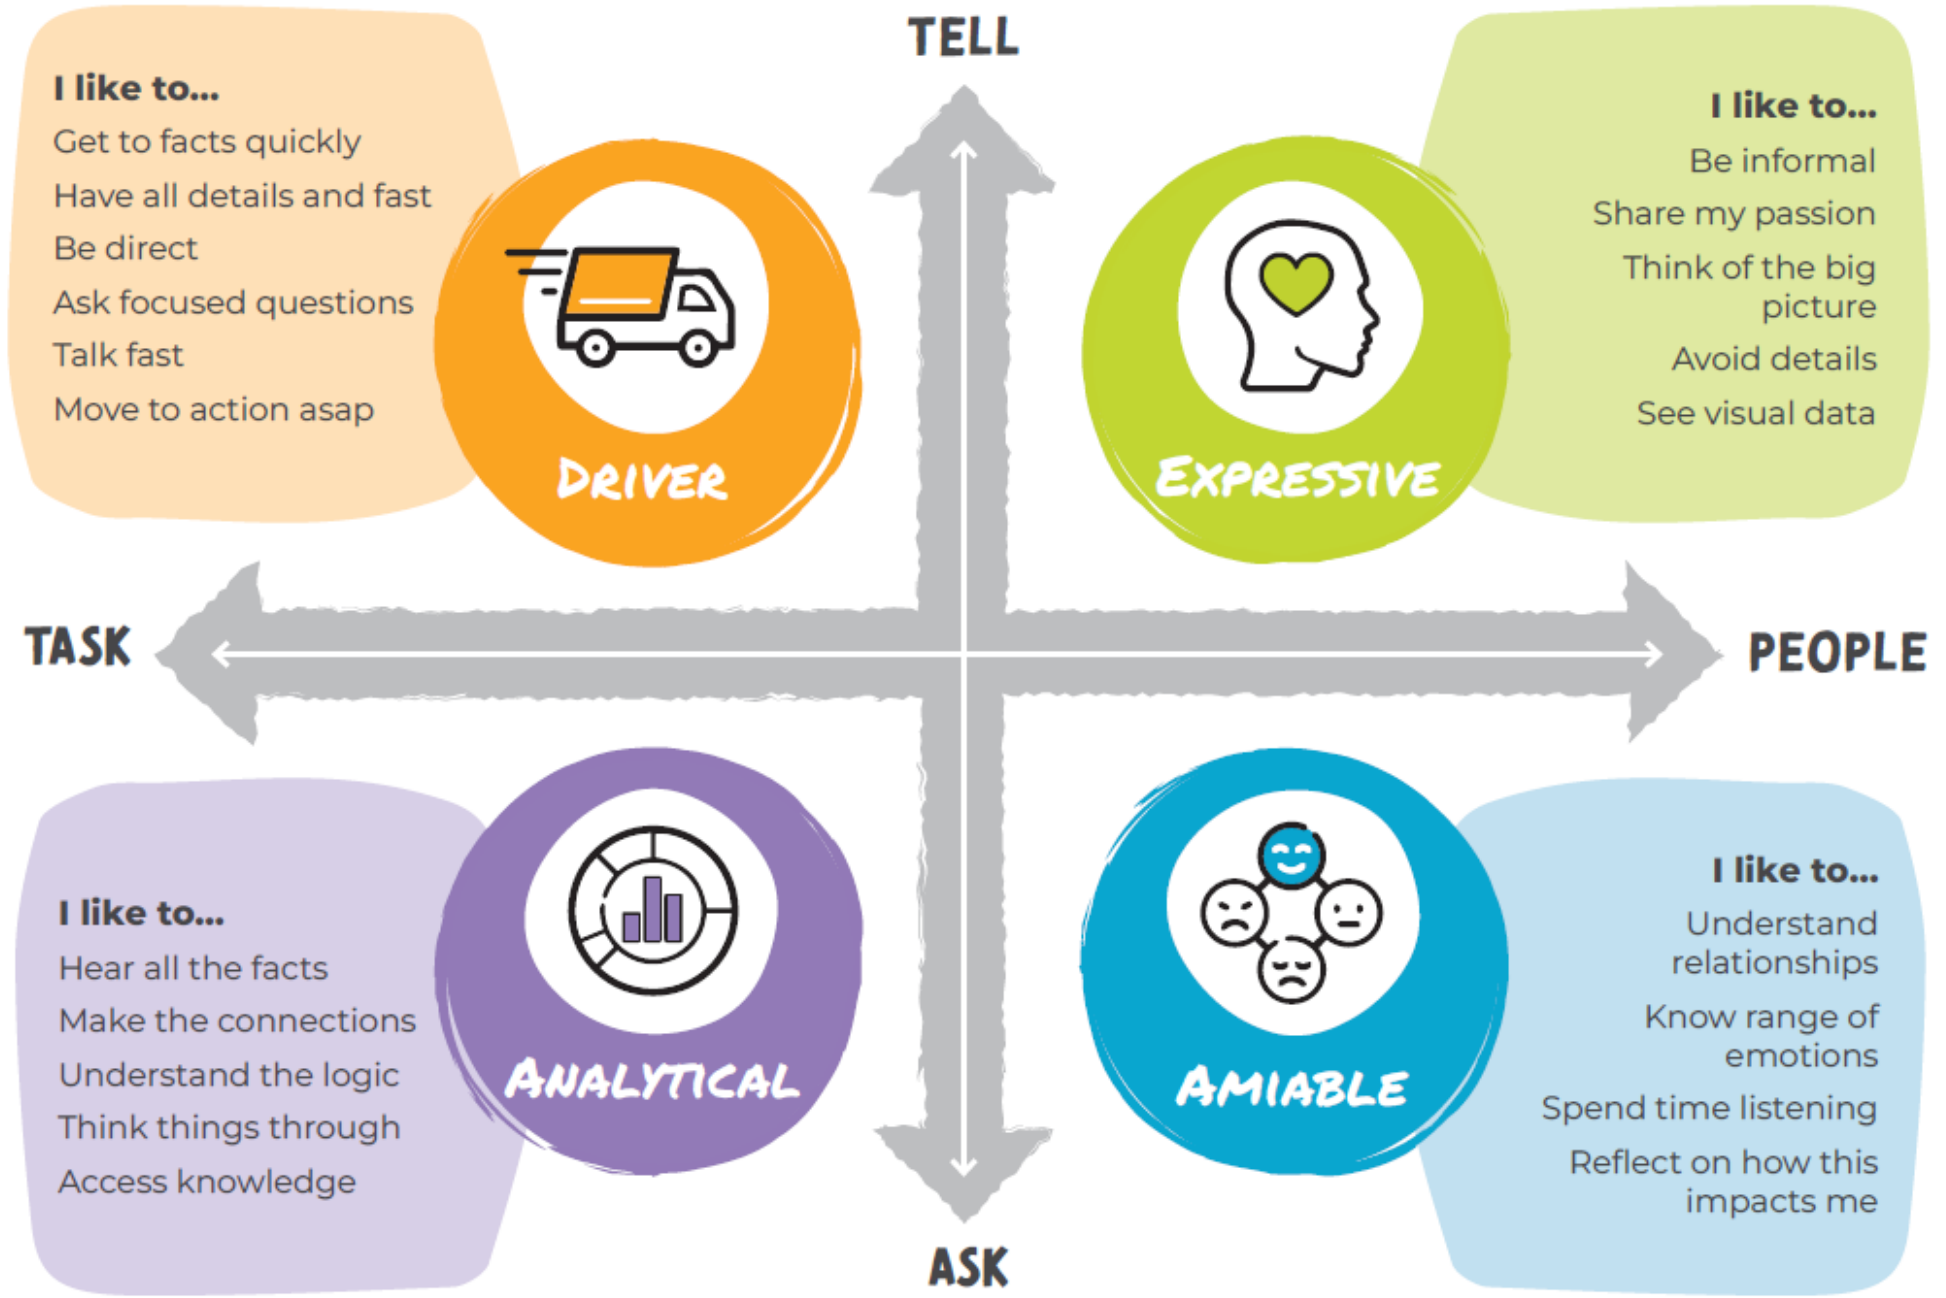 TELL
I like to...
Get to facts quickly
Have all details and fast
Be direct
Ask focused questions
Talk fast
Move to action asap
DRIVER
I like to...
Be informal
Share my passion
Think of the big
picture
Avoid details
See visual data
EXPRESSIVE
TASK
PEOPLE
I like to...
Hear all the facts
Make the connections
Understand the logic
Think things through
Access knowledge
ANALYTICAL
I like to...
Understand
relationships
Know range of
emotions
Spend time listening
Reflect on how this
impacts me
AMIABLE
ASK